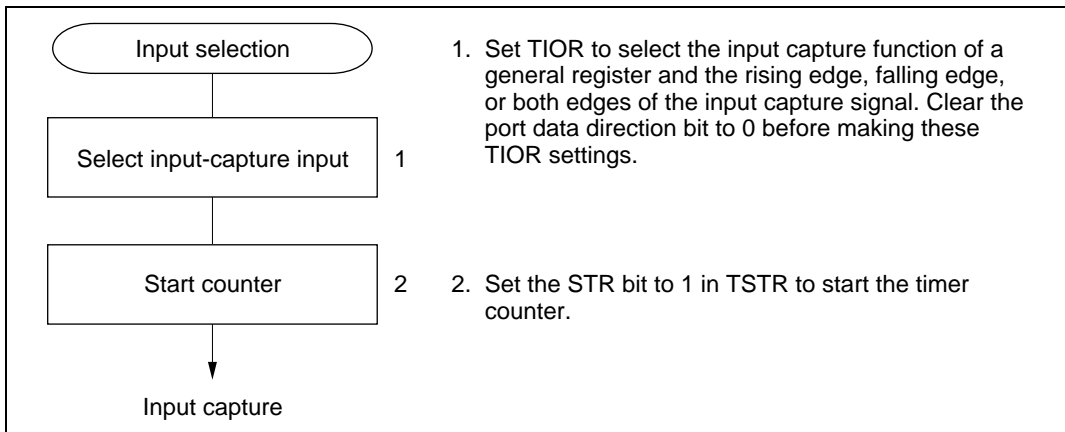 Input selection
1. Set TIOR to select the input capture function of a
general register and the rising edge, falling edge,
or both edges of the input capture signal. Clear the
port data direction bit to 0 before making these
TIOR settings.
Select input-capture input 1
Start counter 2
2. Set the STR bit to 1 in TSTR to start the timer
counter.
Input capture